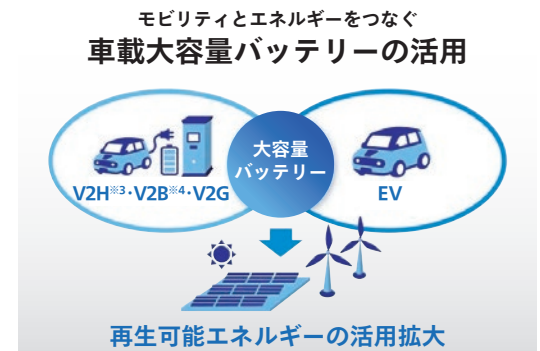 モビリティとエネルギーをつなぐ
車載大容量バッテリーの活用
大容量
バッテリー
V2H※3・V2B※4・V2G
EV
再生可能エネルギーの活用拡大